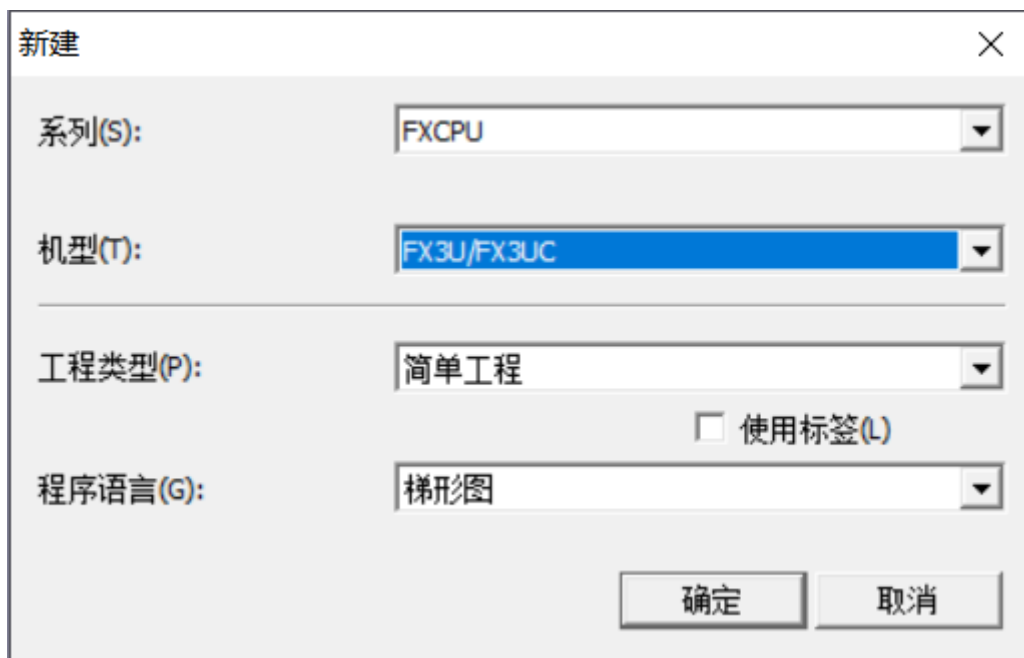 新建
系列(S):
FXCPU
机型(T):
FX3U/FX3UC
工程类型(P):
简单工程
使用标签(L)
程序语言(G):
梯形图
确定
取消